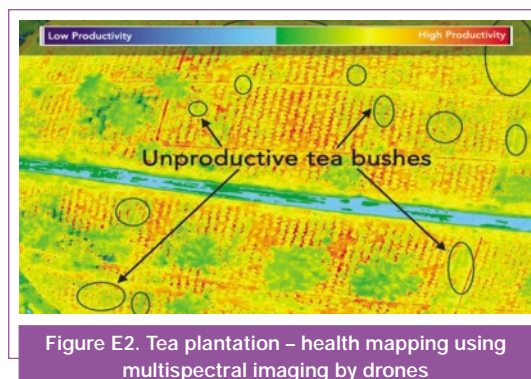 Low Productivity High Productivity
Unproductive tea bushes
Figure E2. Tea plantation – health mapping using
multispectral imaging by drones